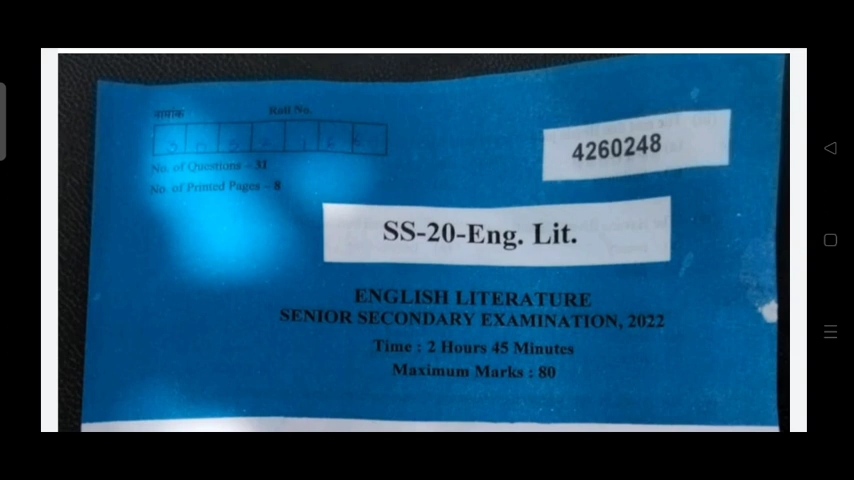 नामांक Roll No.
No. of Questions – 31
No. of Printed Pages – 8
4260248
SS-20-Eng. Lit.
ENGLISH LITERATURE
SENIOR SECONDARY EXAMINATION, 2022
Time : 2 Hours 45 Minutes
Maximum Marks : 80